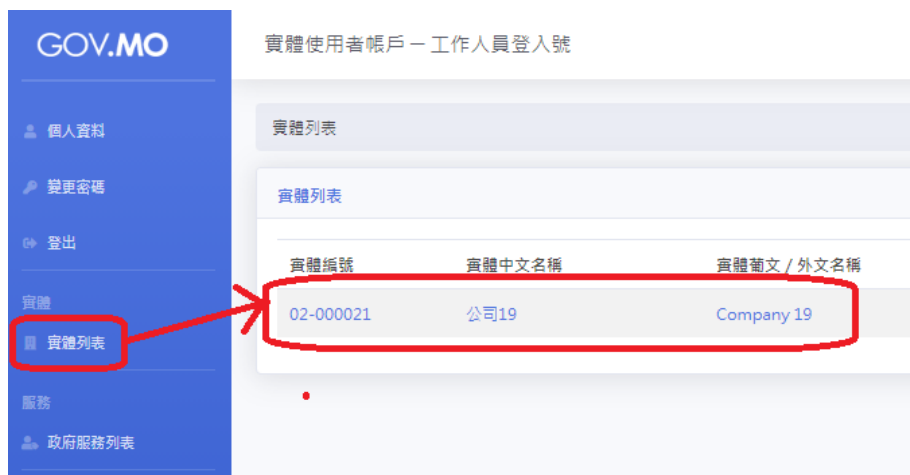 GOV.MO
個人資料
變更密碼
登出
實體
實體列表
服務
政府服務列表
實體使用者帳戶 — 工作人員登入號
實體列表
實體列表
實體編號 實體中文名稱 實體葡文 / 外文名稱
02-000021 公司19 Company 19